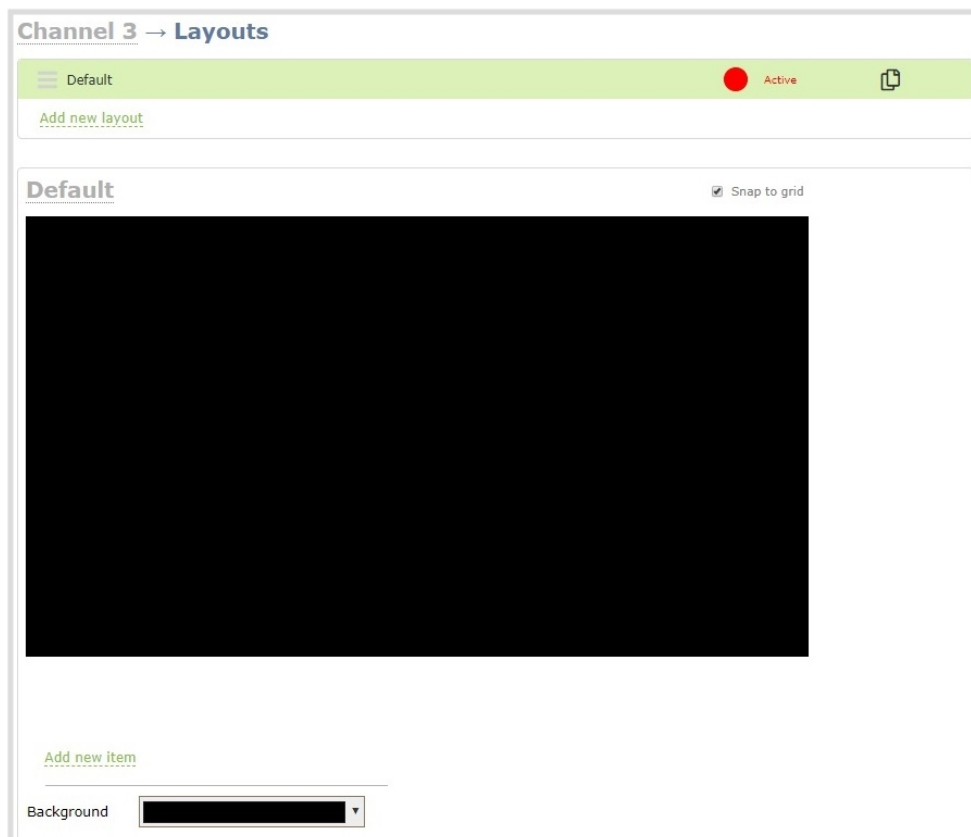 Channel 3 → Layouts
Default Active
Add new layout
Default Snap to grid
Add new item
Background